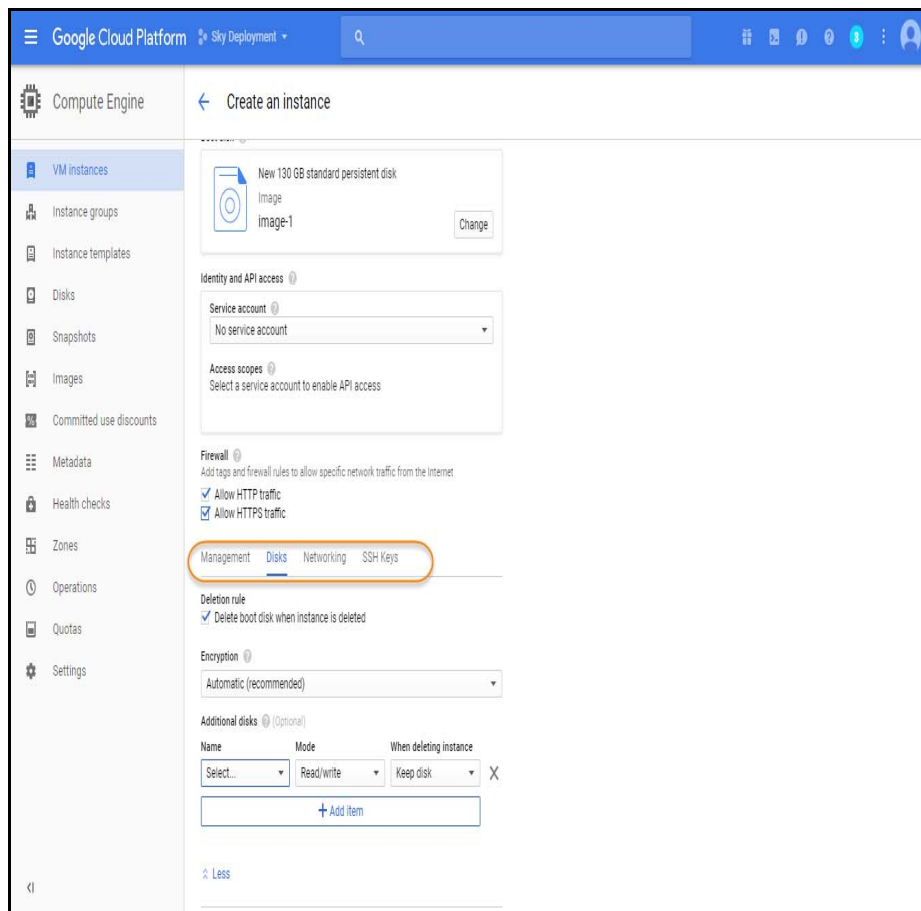 Google Cloud Platform Sky Deployment 3
Compute Engine
Create an instance
VM instances
Instance groups
Instance templates
Disks
Snapshots
Images
Committed use discounts
Metadata
Health checks
Zones
Operations
Quotas
Settings
New 130 GB standard persistent disk
Image
image-1
Change
Identity and API access
Service account
No service account
Access scopes
Select a service account to enable API access
Firewall
Add tags and firewall rules to allow specific network traffic from the Internet
Allow HTTP traffic
Allow HTTPS traffic
Management Disks Networking SSH Keys
Deletion rule
Delete boot disk when instance is deleted
Encryption
Automatic (recommended)
Additional disks (Optional)
Name Mode When deleting instance
Select... Read/write Keep disk
+ Add item
Less